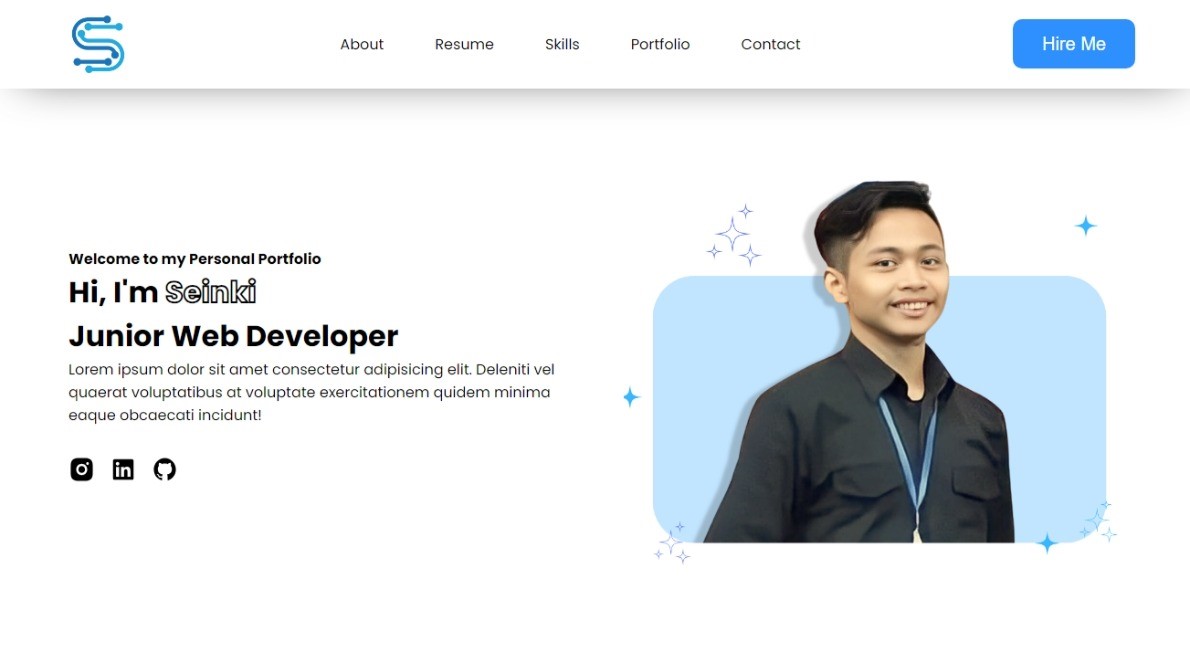 About Resume Skills Portfolio Contact Hire Me
Welcome to my Personal Portfolio
Hi, I'm Seinki
Junior Web Developer
Lorem ipsum dolor sit amet consectetur adipisicing elit. Deleniti vel
quaerat voluptatibus at voluptate exercitationem quidem minima
eaque obcaecati incidunt!